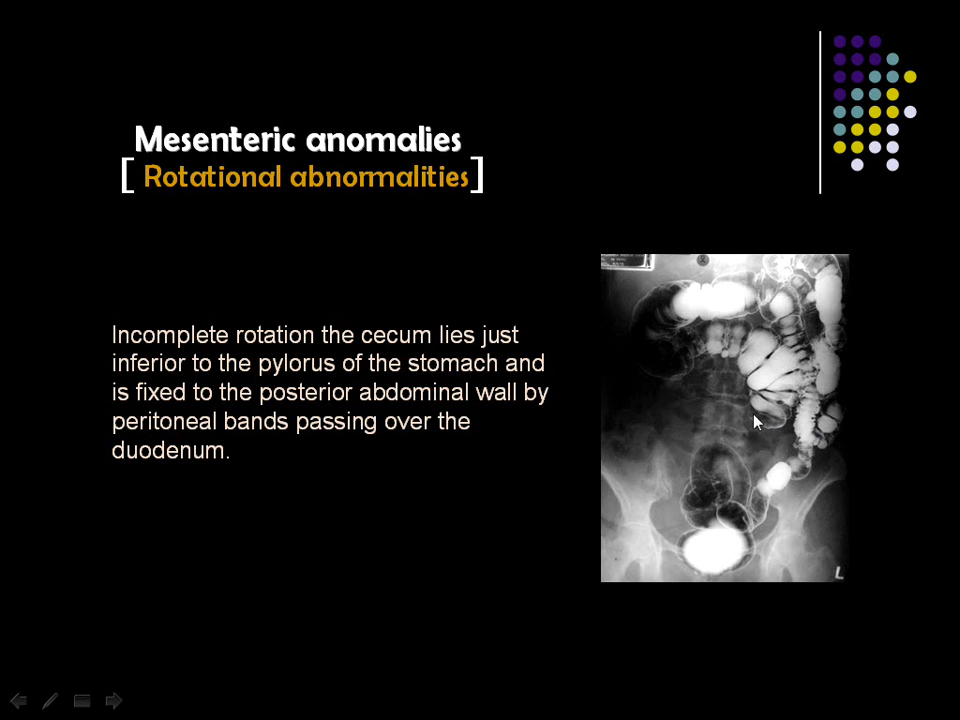 Mesenteric anomalies
[ Rotational abnormalities]
Incomplete rotation the cecum lies just
inferior to the pylorus of the stomach and
is fixed to the posterior abdominal wall by
peritoneal bands passing over the
duodenum.
L